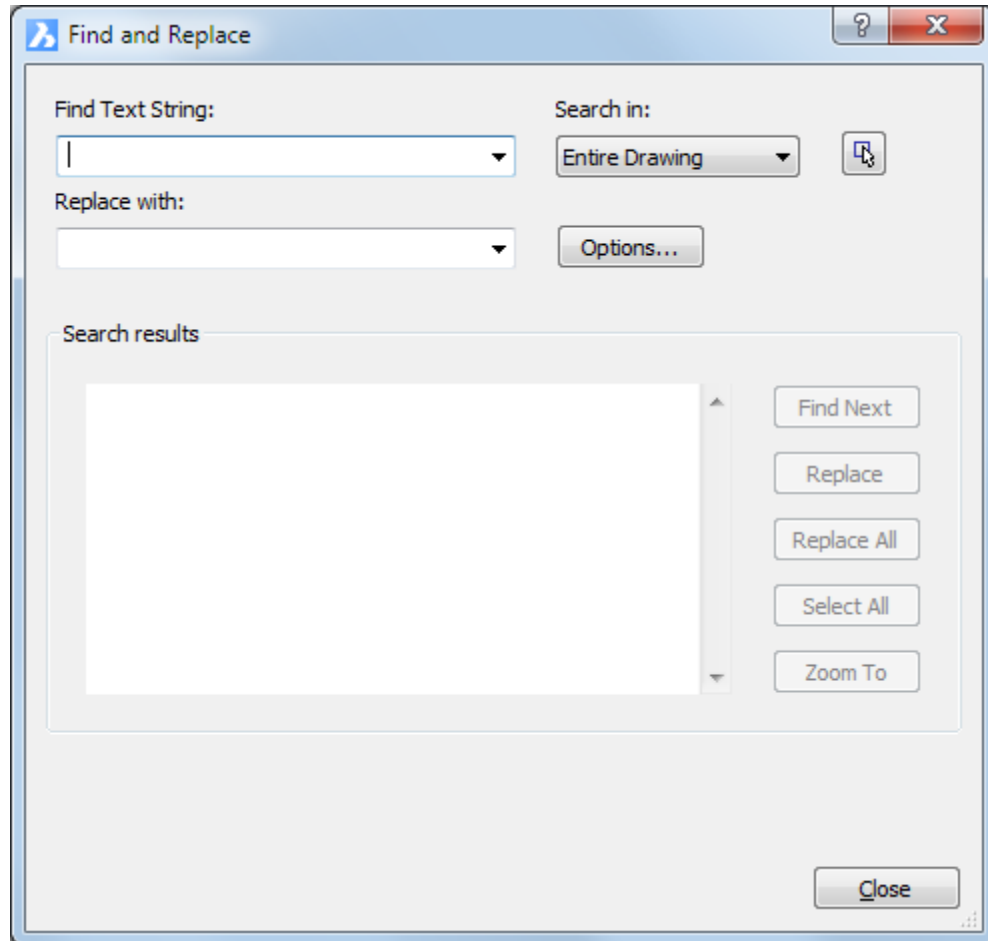 Find and Replace
Find Text String:
Search in:
Entire Drawing
Replace with:
Options...
Search results
Find Next
Replace
Replace All
Select All
Zoom To
Close